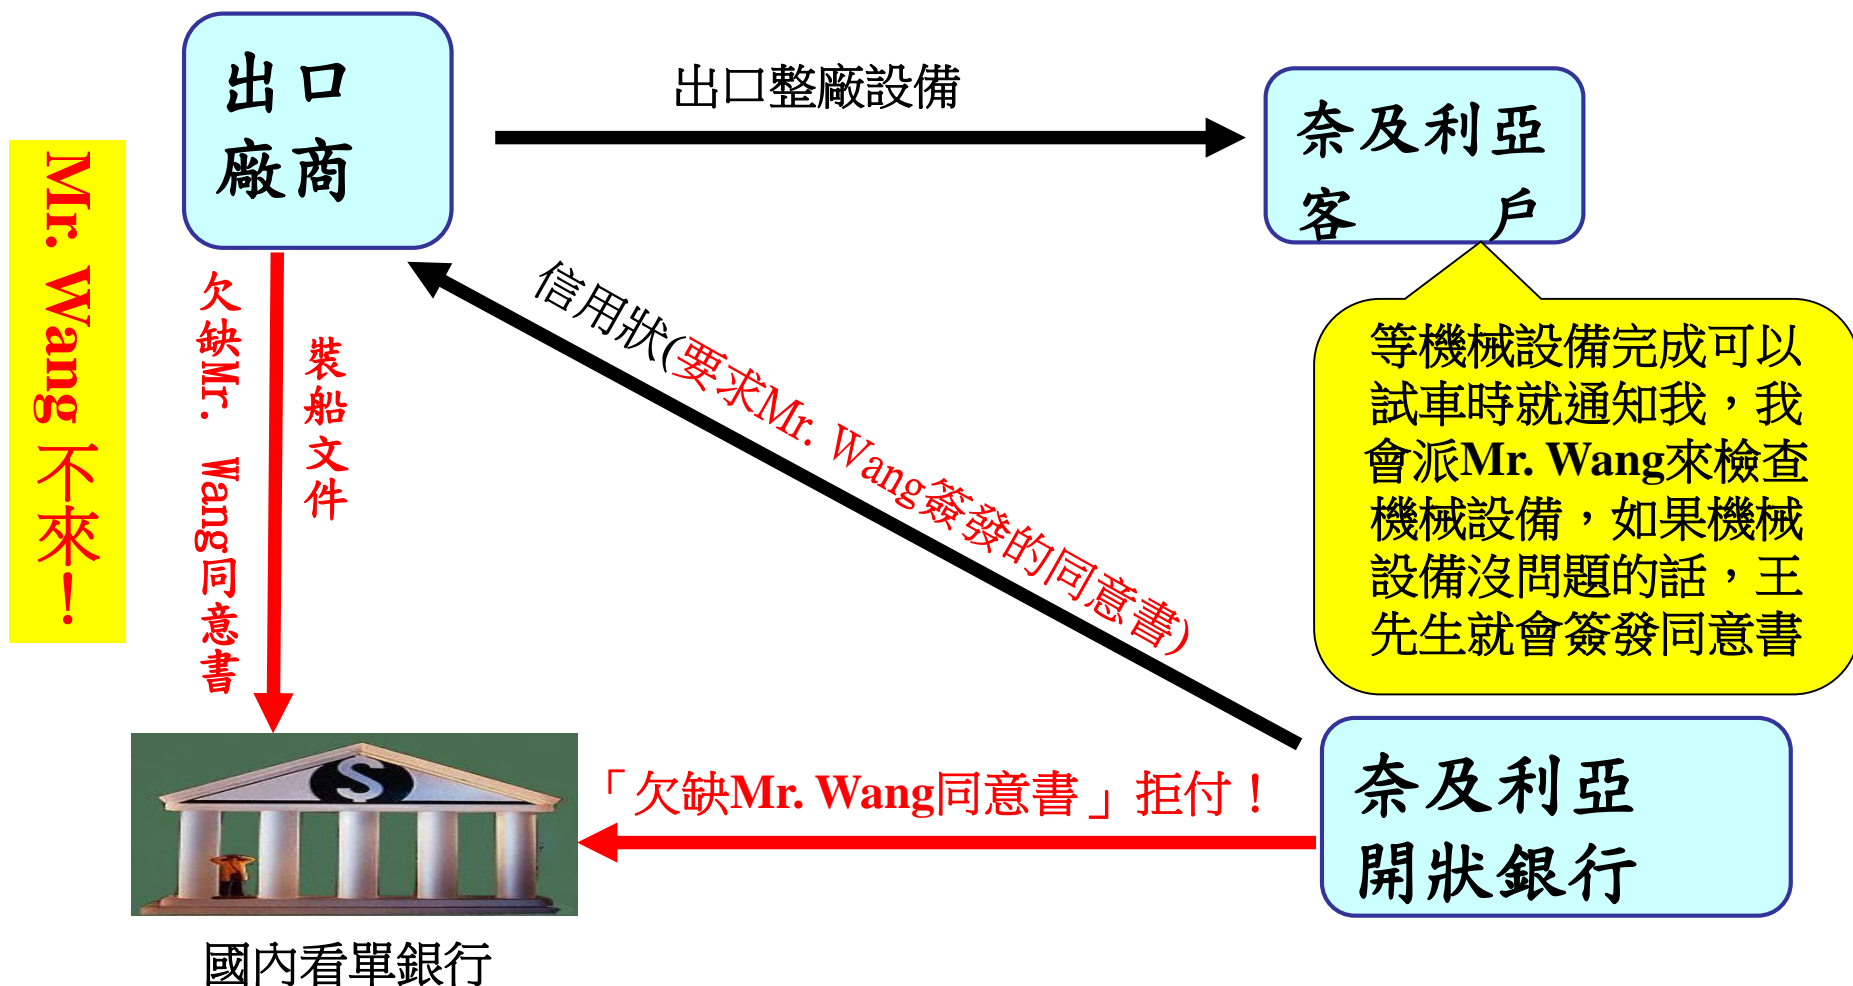 出口
廠商
出口整廠設備
奈及利亞
客 戶
Mr. Wang 不來！
欠缺Mr. Wang同意書
裝船文件
信用狀(要求Mr. Wang簽發的同意書)
等機械設備完成可以
試車時就通知我，我
會派Mr. Wang來檢查
機械設備，如果機械
設備沒問題的話，王
先生就會簽發同意書
「欠缺Mr. Wang同意書」拒付！
奈及利亞
開狀銀行
S
國內看單銀行